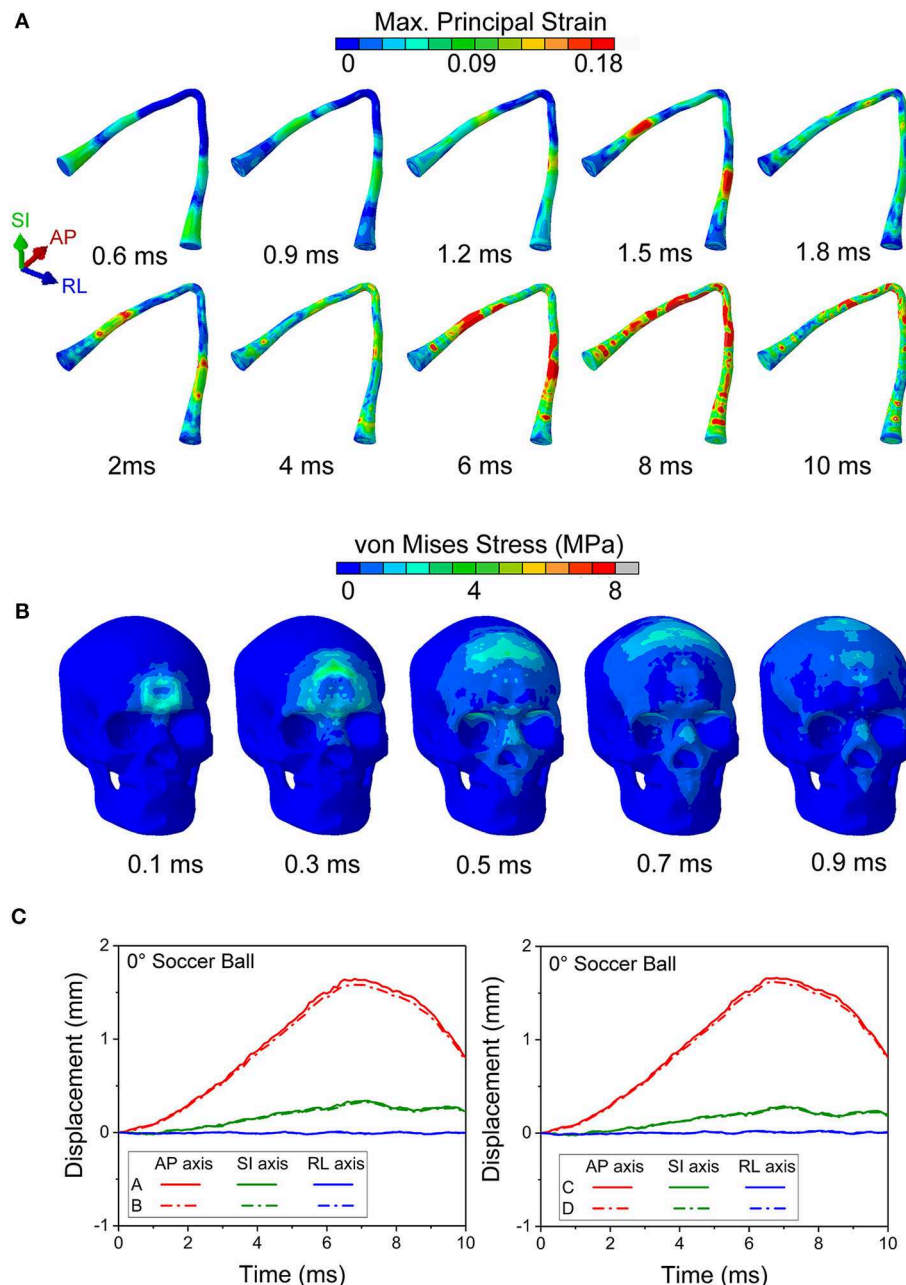 A
Max. Principal Strain
0 0.09 0.18
SI
AP
RL
0.6 ms 0.9 ms 1.2 ms 1.5 ms 1.8 ms
2ms 4 ms 6 ms 8 ms 10 ms
von Mises Stress (MPa)
0 4 8
B
0.1 ms 0.3 ms 0.5 ms 0.7 ms 0.9 ms
C
0° Soccer Ball
Displacement (mm)
2
1
0
-1
AP axis SI axis RL axis
A
B
0 2 4 6 8 10
Time (ms)
0° Soccer Ball
Displacement (mm)
2
1
0
-1
AP axis SI axis RL axis
C
D
0 2 4 6 8 10
Time (ms)